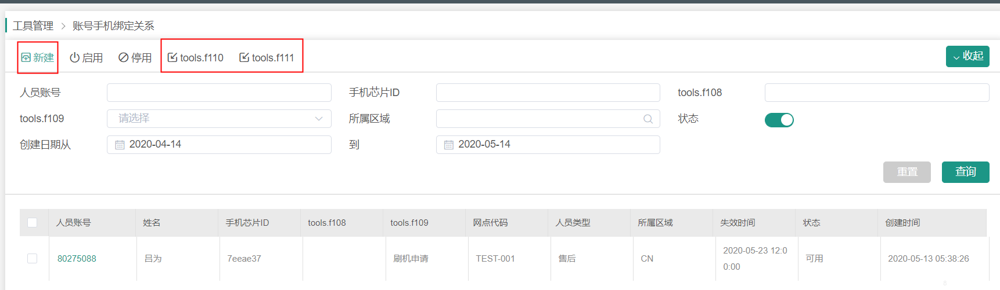 工具管理 > 账号手机绑定关系
新建 启用 停用 tools.f110 tools.f111 收起
人员账号 手机芯片ID tools.f108
tools.f109 请选择 所属区域 状态
创建日期从 2020-04-14 到 2020-05-14
重置 查询
人员账号 姓名 手机芯片ID tools.f108 tools.f109 网点代码 人员类型 所属区域 失效时间 状态 创建时间
80275088 吕为 7eeae37 刷机申请 TEST-001 售后 CN 2020-05-23 12:0 可用 2020-05-13 05:38:26
0:00